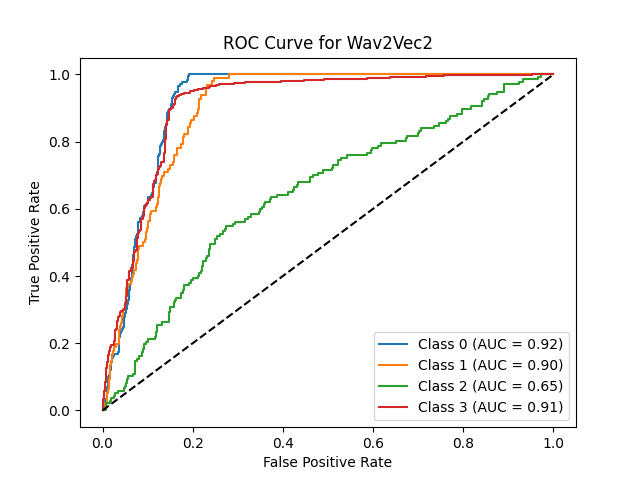 ROC Curve for Wav2Vec2
True Positive Rate
1.0
0.8
0.6
0.4
0.2
0.0
Class 0 (AUC = 0.92)
Class 1 (AUC = 0.90)
Class 2 (AUC = 0.65)
Class 3 (AUC = 0.91)
0.0 0.2 0.4 0.6 0.8 1.0
False Positive Rate